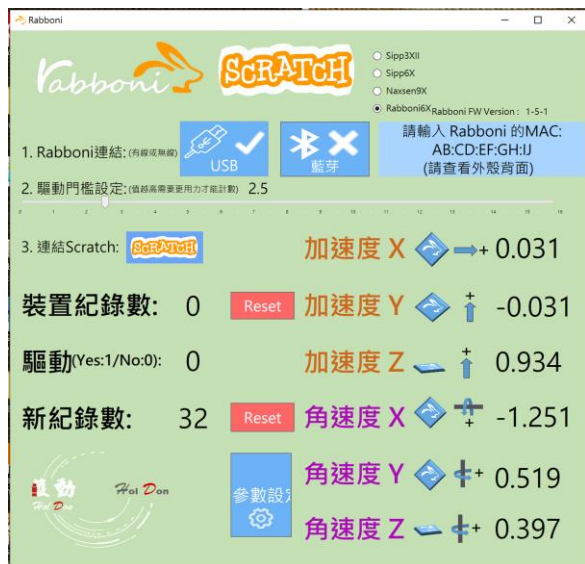 Rabboni
rabboni
SCRATCH
Sipp3XII
Sipp6X
Naxsen9X
Rabboni6X Rabboni FW Version : 1-5-1
1. Rabboni連結: (有線或無線)
USB
藍芽
請輸入 Rabboni 的MAC:
AB:CD:EF:GH:IJ
(請查看外殼背面)
2. 驅動門檻設定: (值越高需要更用力才能計數) 2.5
0 1 2 3 4 5 6 7 8 9 10 11 12 13 14 15 16
3. 連結Scratch: SCRATCH
加速度 X + 0.031
裝置紀錄數: 0 Reset
加速度 Y + -0.031
驅動(Yes:1/No:0): 0
加速度 Z + 0.934
新紀錄數: 32 Reset
角速度 X + -1.251
參數設
角速度 Y + 0.519
角速度 Z + 0.397
Hoi Don
Hoi Don